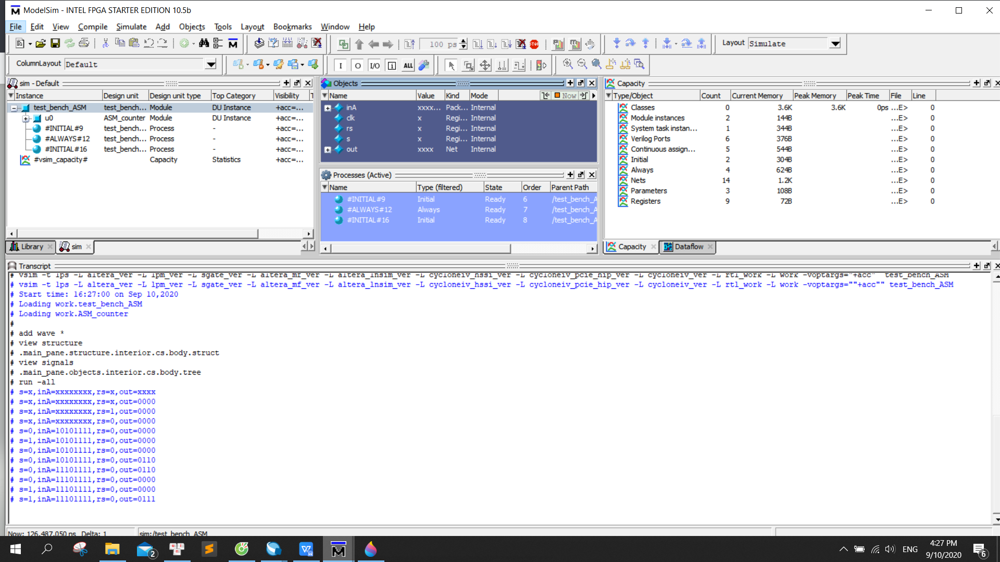 ModelSim - INTEL FPGA STARTER EDITION 10.5b
File Edit View Compile Simulate Add Objects Tools Layout Bookmarks Window Help
100 ps
Layout Simulate
ColumnLayout Default
I O I/O ALL
sim - Default
Instance Design unit Design unit type Top Category Visibility
test_bench_ASM test_bench... Module DU Instance +acc=...
u0 ASM_counter Module DU Instance +acc=...
#INITIAL#9 test_bench... Process - +acc=...
#ALWAYS#12 test_bench... Process - +acc=...
#INITIAL#16 test_bench... Process - +acc=...
#vsim_capacity# Capacity Statistics +acc=...
Library sim
Objects
Name Value Kind Mode Now
inA xxxx... Pack... Internal
clk x Regi... Internal
rs x Regi... Internal
s x Regi... Internal
out xxxx Net Internal
Processes (Active)
Name Type (filtered) State Order Parent Path
#INITIAL#9 Initial Ready 6 /test_bench_A
#ALWAYS#12 Always Ready 7 /test_bench_A
#INITIAL#16 Initial Ready 8 /test_bench_A
Capacity
Type/Object Count Current Memory Peak Memory Peak Time File Line
Classes 0 3.6K 3.6K 0ps ...E> 0
Module instances 2 144B ...E> 0
System task instan... 1 344B ...E> 0
Verilog Ports 6 376B ...E> 0
Continuous assign... 5 544B ...E> 0
Initial 2 304B ...E> 0
Always 4 624B ...E> 0
Nets 14 1.2K ...E> 0
Parameters 3 108B ...E> 0
Registers 9 72B ...E> 0
Capacity Dataflow
Transcript
# vsim -t 1ps -L altera_ver -L lpm_ver -L sgate_ver -L altera_mf_ver -L altera_lnsim_ver -L cycloneiv_hssi_ver -L cycloneiv_pcie_hip_ver -L cycloneiv_ver -L rtl_work -L work -voptargs="+acc"  test_bench_ASM
# vsim -t 1ps -L altera_ver -L lpm_ver -L sgate_ver -L altera_mf_ver -L altera_lnsim_ver -L cycloneiv_hssi_ver -L cycloneiv_pcie_hip_ver -L cycloneiv_ver -L rtl_work -L work -voptargs=""+acc"" test_bench_ASM
# Start time: 16:27:00 on Sep 10,2020
# Loading work.test_bench_ASM
# Loading work.ASM_counter
#
# add wave *
# view structure
# .main_pane.structure.interior.cs.body.struct
# view signals
# .main_pane.objects.interior.cs.body.tree
# run -all
# s=x,inA=xxxxxxxx,rs=x,out=xxxx
# s=x,inA=xxxxxxxx,rs=x,out=0000
# s=x,inA=xxxxxxxx,rs=1,out=0000
# s=x,inA=xxxxxxxx,rs=0,out=0000
# s=0,inA=10101111,rs=0,out=0000
# s=1,inA=10101111,rs=0,out=0000
# s=0,inA=10101111,rs=0,out=0000
# s=0,inA=10101111,rs=0,out=0110
# s=0,inA=11101111,rs=0,out=0110
# s=0,inA=11101111,rs=0,out=0000
# s=1,inA=11101111,rs=0,out=0000
# s=1,inA=11101111,rs=0,out=0111
Now: 126,487,050 ns Delta: 1 sim:/test_bench_ASM
2
ENG
4:27 PM
9/10/2020
6